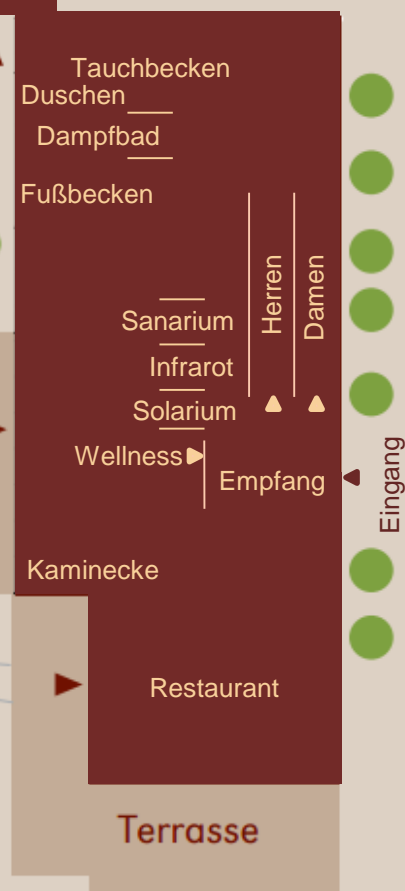 Tauchbecken
Duschen
Dampfbad
Fußbecken
Herren
Damen
Sanarium
Infrarot
Solarium
Wellness
Empfang
Eingang
Kaminecke
Restaurant
Terrasse